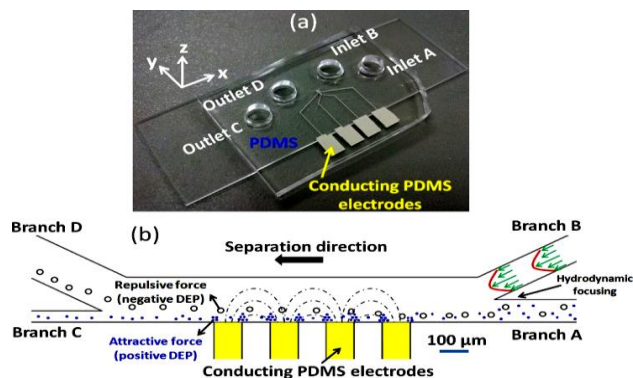 (a)
z
y
x
Inlet B
Inlet A
Outlet D
Outlet C
PDMS
Conducting PDMS
electrodes
(b)
Branch D
Branch B
Separation direction
Hydrodynamic
focusing
Repulsive force
(negative DEP)
Branch C
Branch A
Attractive force
(positive DEP)
100 µm
Conducting PDMS electrodes